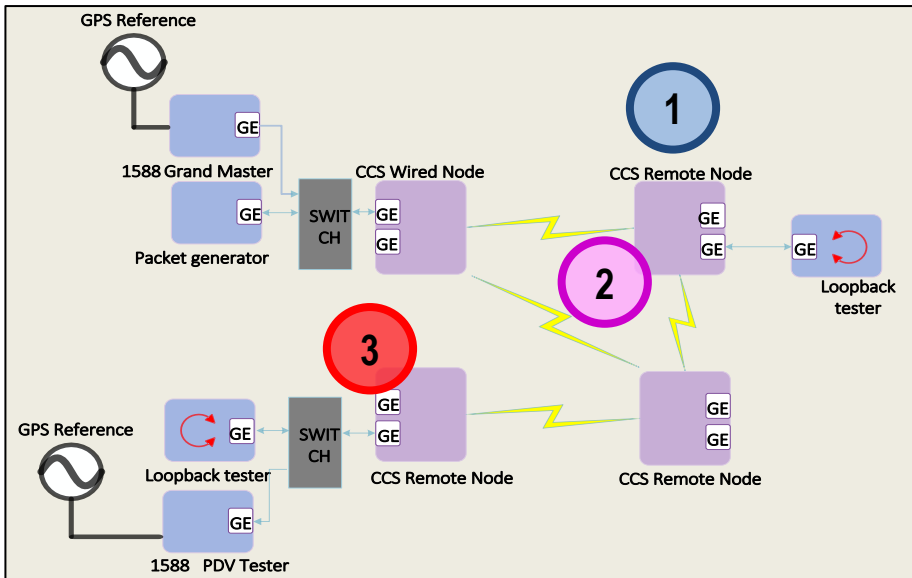 GPS Reference
GE
1588 Grand Master
GE
Packet generator
SWIT
CH
CCS Wired Node
GE
GE
1
CCS Remote Node
GE
GE
GE
Loopback
tester
2
3
GE
GE
CCS Remote Node
GE
GE
CCS Remote Node
SWIT
CH
GE
Loopback tester
GPS Reference
GE
1588 PDV Tester